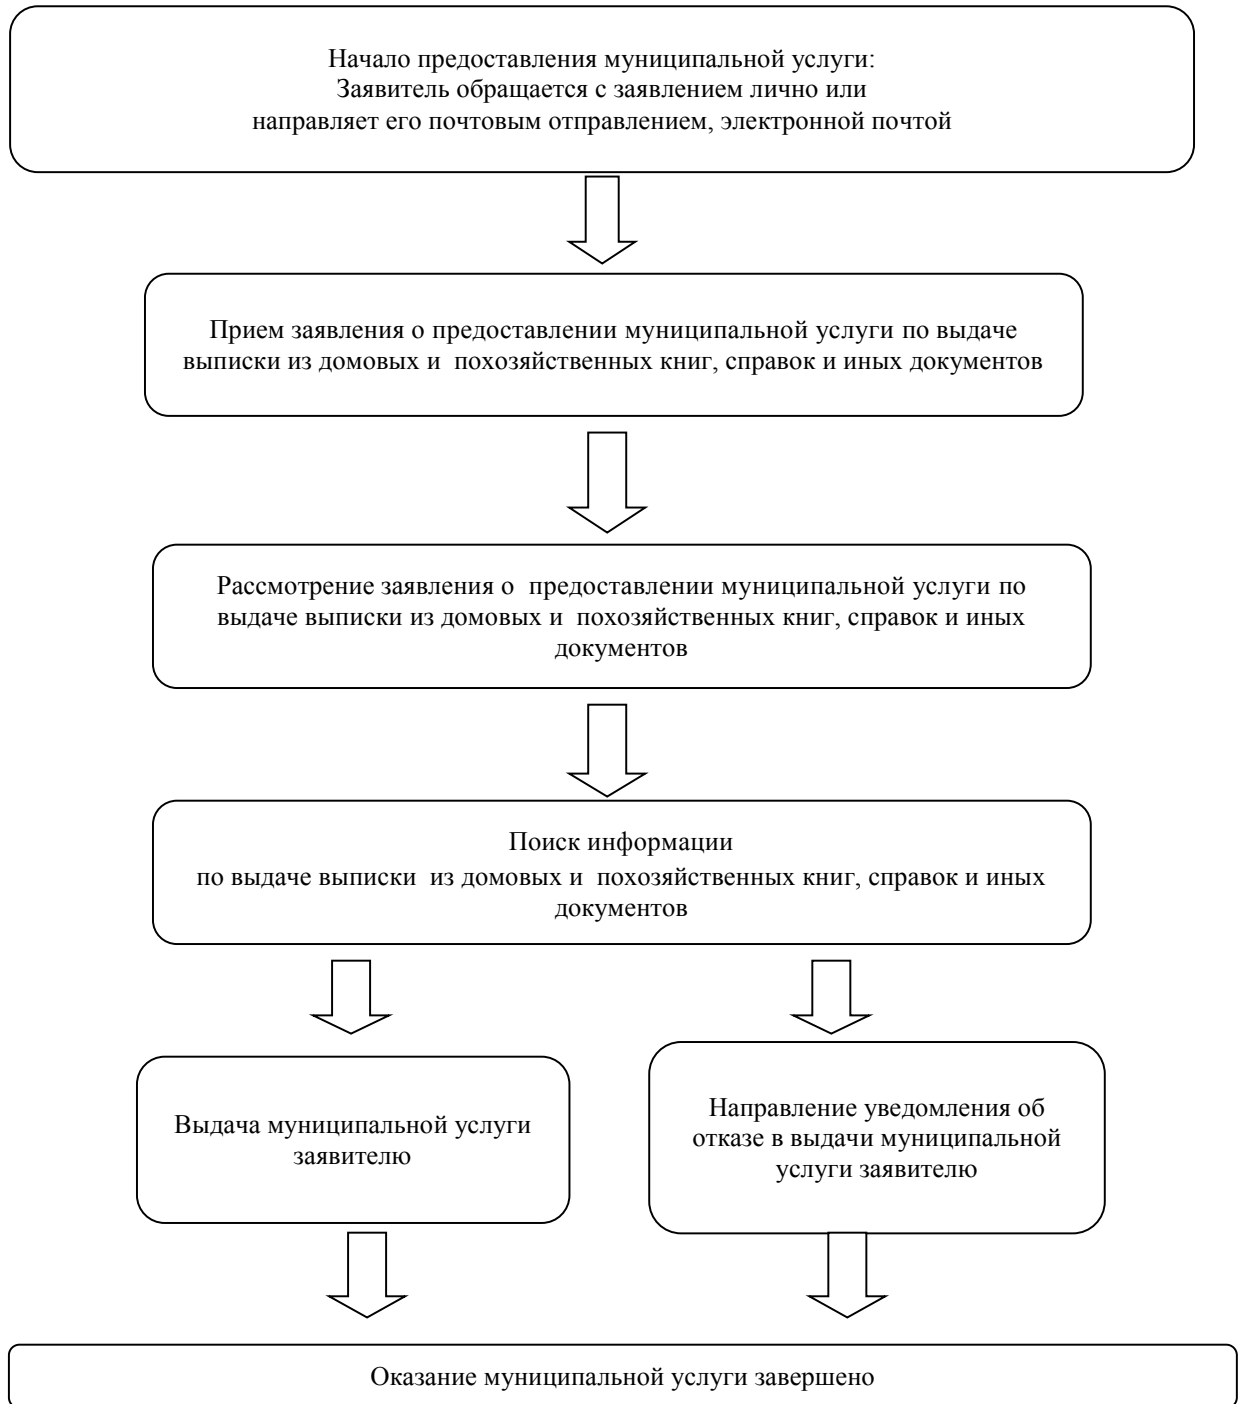 Начало предоставления муниципальной услуги:
Заявитель обращается с заявлением лично или
направляет его почтовым отправлением, электронной почтой
Прием заявления о предоставлении муниципальной услуги по выдаче
выписки из домовых и  похозяйственных книг, справок и иных документов
Рассмотрение заявления о  предоставлении муниципальной услуги по
выдаче выписки из домовых и  похозяйственных книг, справок и иных
документов
Поиск информации
по выдаче выписки  из домовых и  похозяйственных книг, справок и иных
документов
Выдача муниципальной услуги
заявителю
Направление уведомления об
отказе в выдачи муниципальной
услуги заявителю
Оказание муниципальной услуги завершено